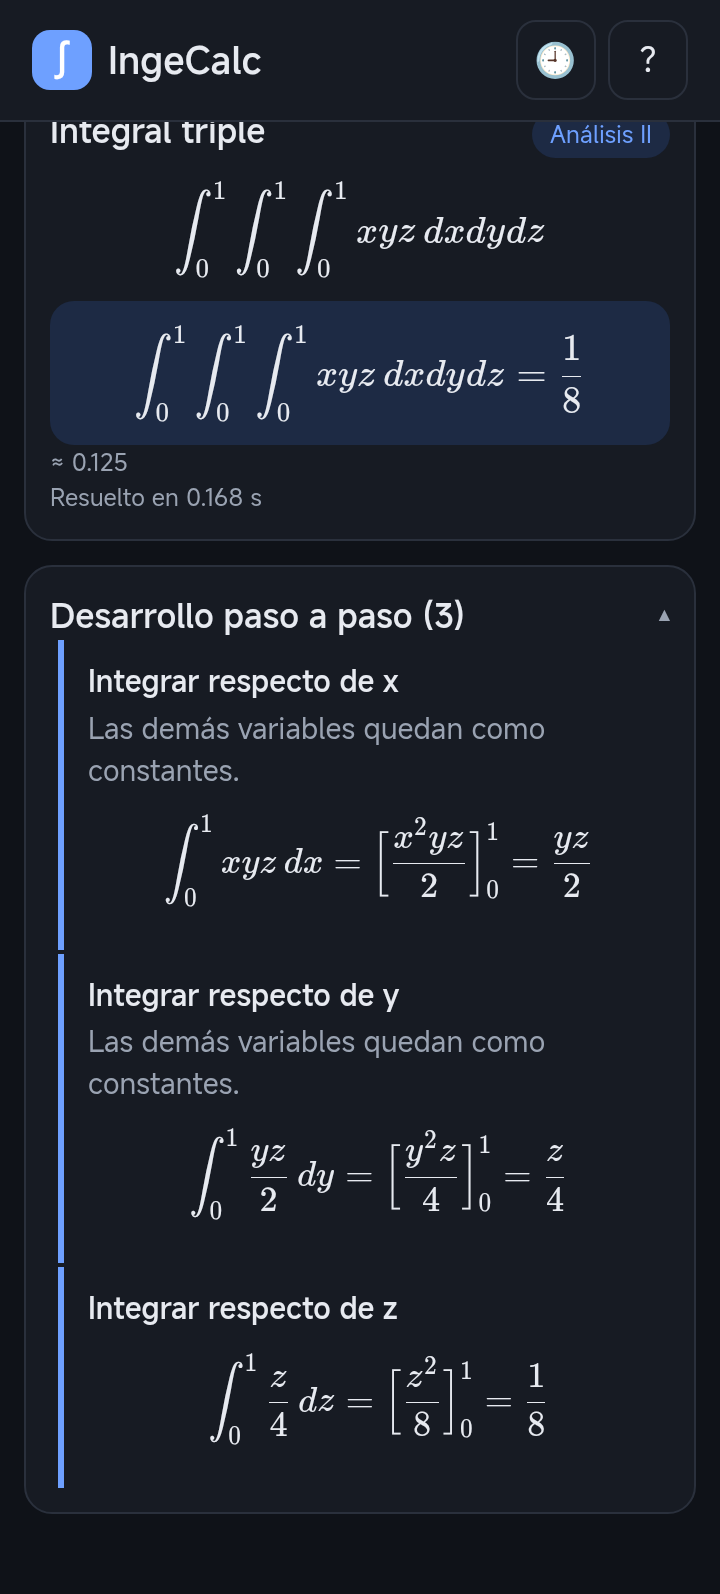 ∫ IngeCalc ?
Integral triple Análisis II
∫₀¹ ∫₀¹ ∫₀¹ xyz dxdydz
∫₀¹ ∫₀¹ ∫₀¹ xyz dxdydz = 1/8
≈ 0.125
Resuelto en 0.168 s
Desarrollo paso a paso (3) ▲
Integrar respecto de x
Las demás variables quedan como
constantes.
∫₀¹ xyz dx = [x²yz/2]₀¹ = yz/2
Integrar respecto de y
Las demás variables quedan como
constantes.
∫₀¹ yz/2 dy = [y²z/4]₀¹ = z/4
Integrar respecto de z
∫₀¹ z/4 dz = [z²/8]₀¹ = 1/8